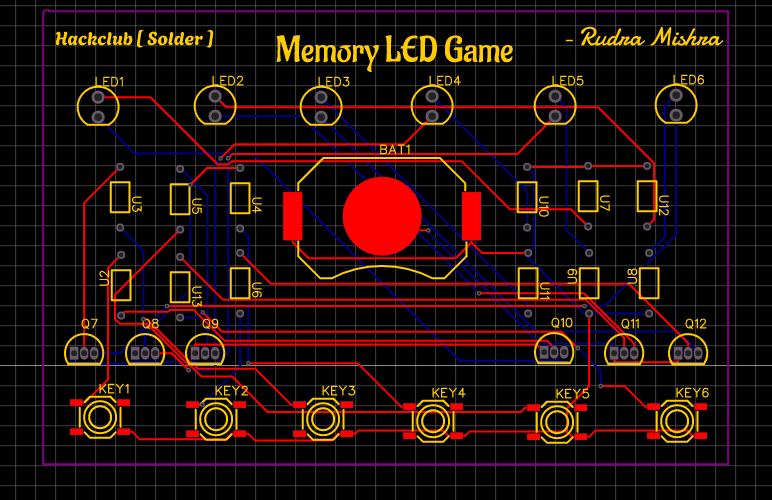 Hackclub [ Solder ]
Memory LED Game
- Rudra Mishra
LED1 LED2 LED3 LED4 LED5 LED6
BAT1
U3 U5 U4 U10 U7 U12
U2 U13 U6 U11 U9 U8
Q7 Q8 Q9 Q10 Q11 Q12
KEY1 KEY2 KEY3 KEY4 KEY5 KEY6